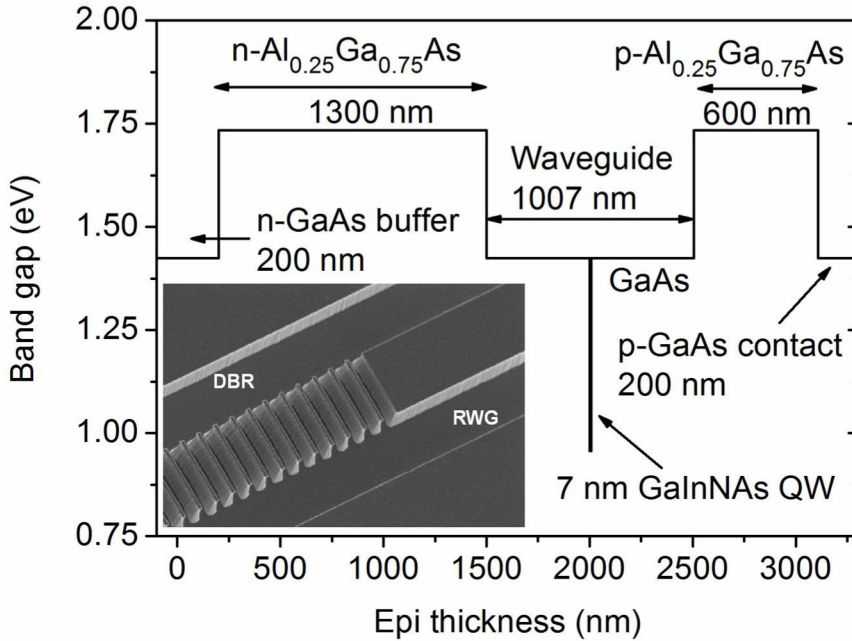 2.00
1.75
1.50
1.25
1.00
0.75
Band gap (eV)
n-Al0.25Ga0.75As
1300 nm
p-Al0.25Ga0.75As
600 nm
Waveguide
1007 nm
n-GaAs buffer
200 nm
GaAs
p-GaAs contact
200 nm
DBR
RWG
7 nm GaInNAs QW
0 500 1000 1500 2000 2500 3000
Epi thickness (nm)